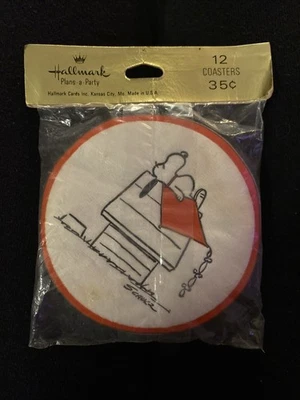 Hallmark
Plans-a-Party
Hallmark Cards Inc. Kansas City, Mo. Made in U.S.A.
12
COASTERS
35¢